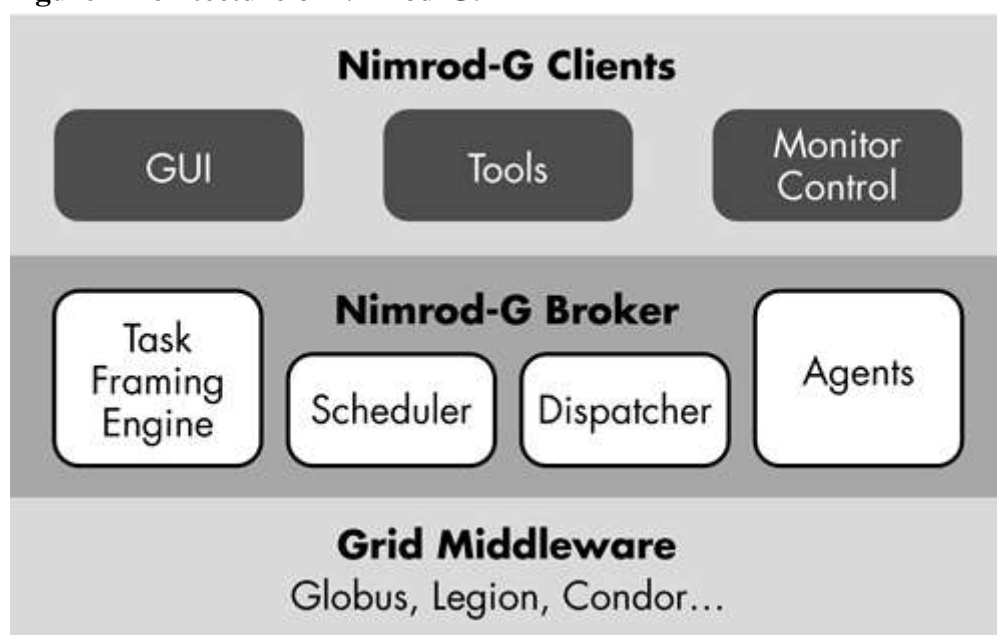 Nimrod-G Clients
GUI
Tools
Monitor
Control
Nimrod-G Broker
Task
Framing
Engine
Scheduler
Dispatcher
Agents
Grid Middleware
Globus, Legion, Condor...